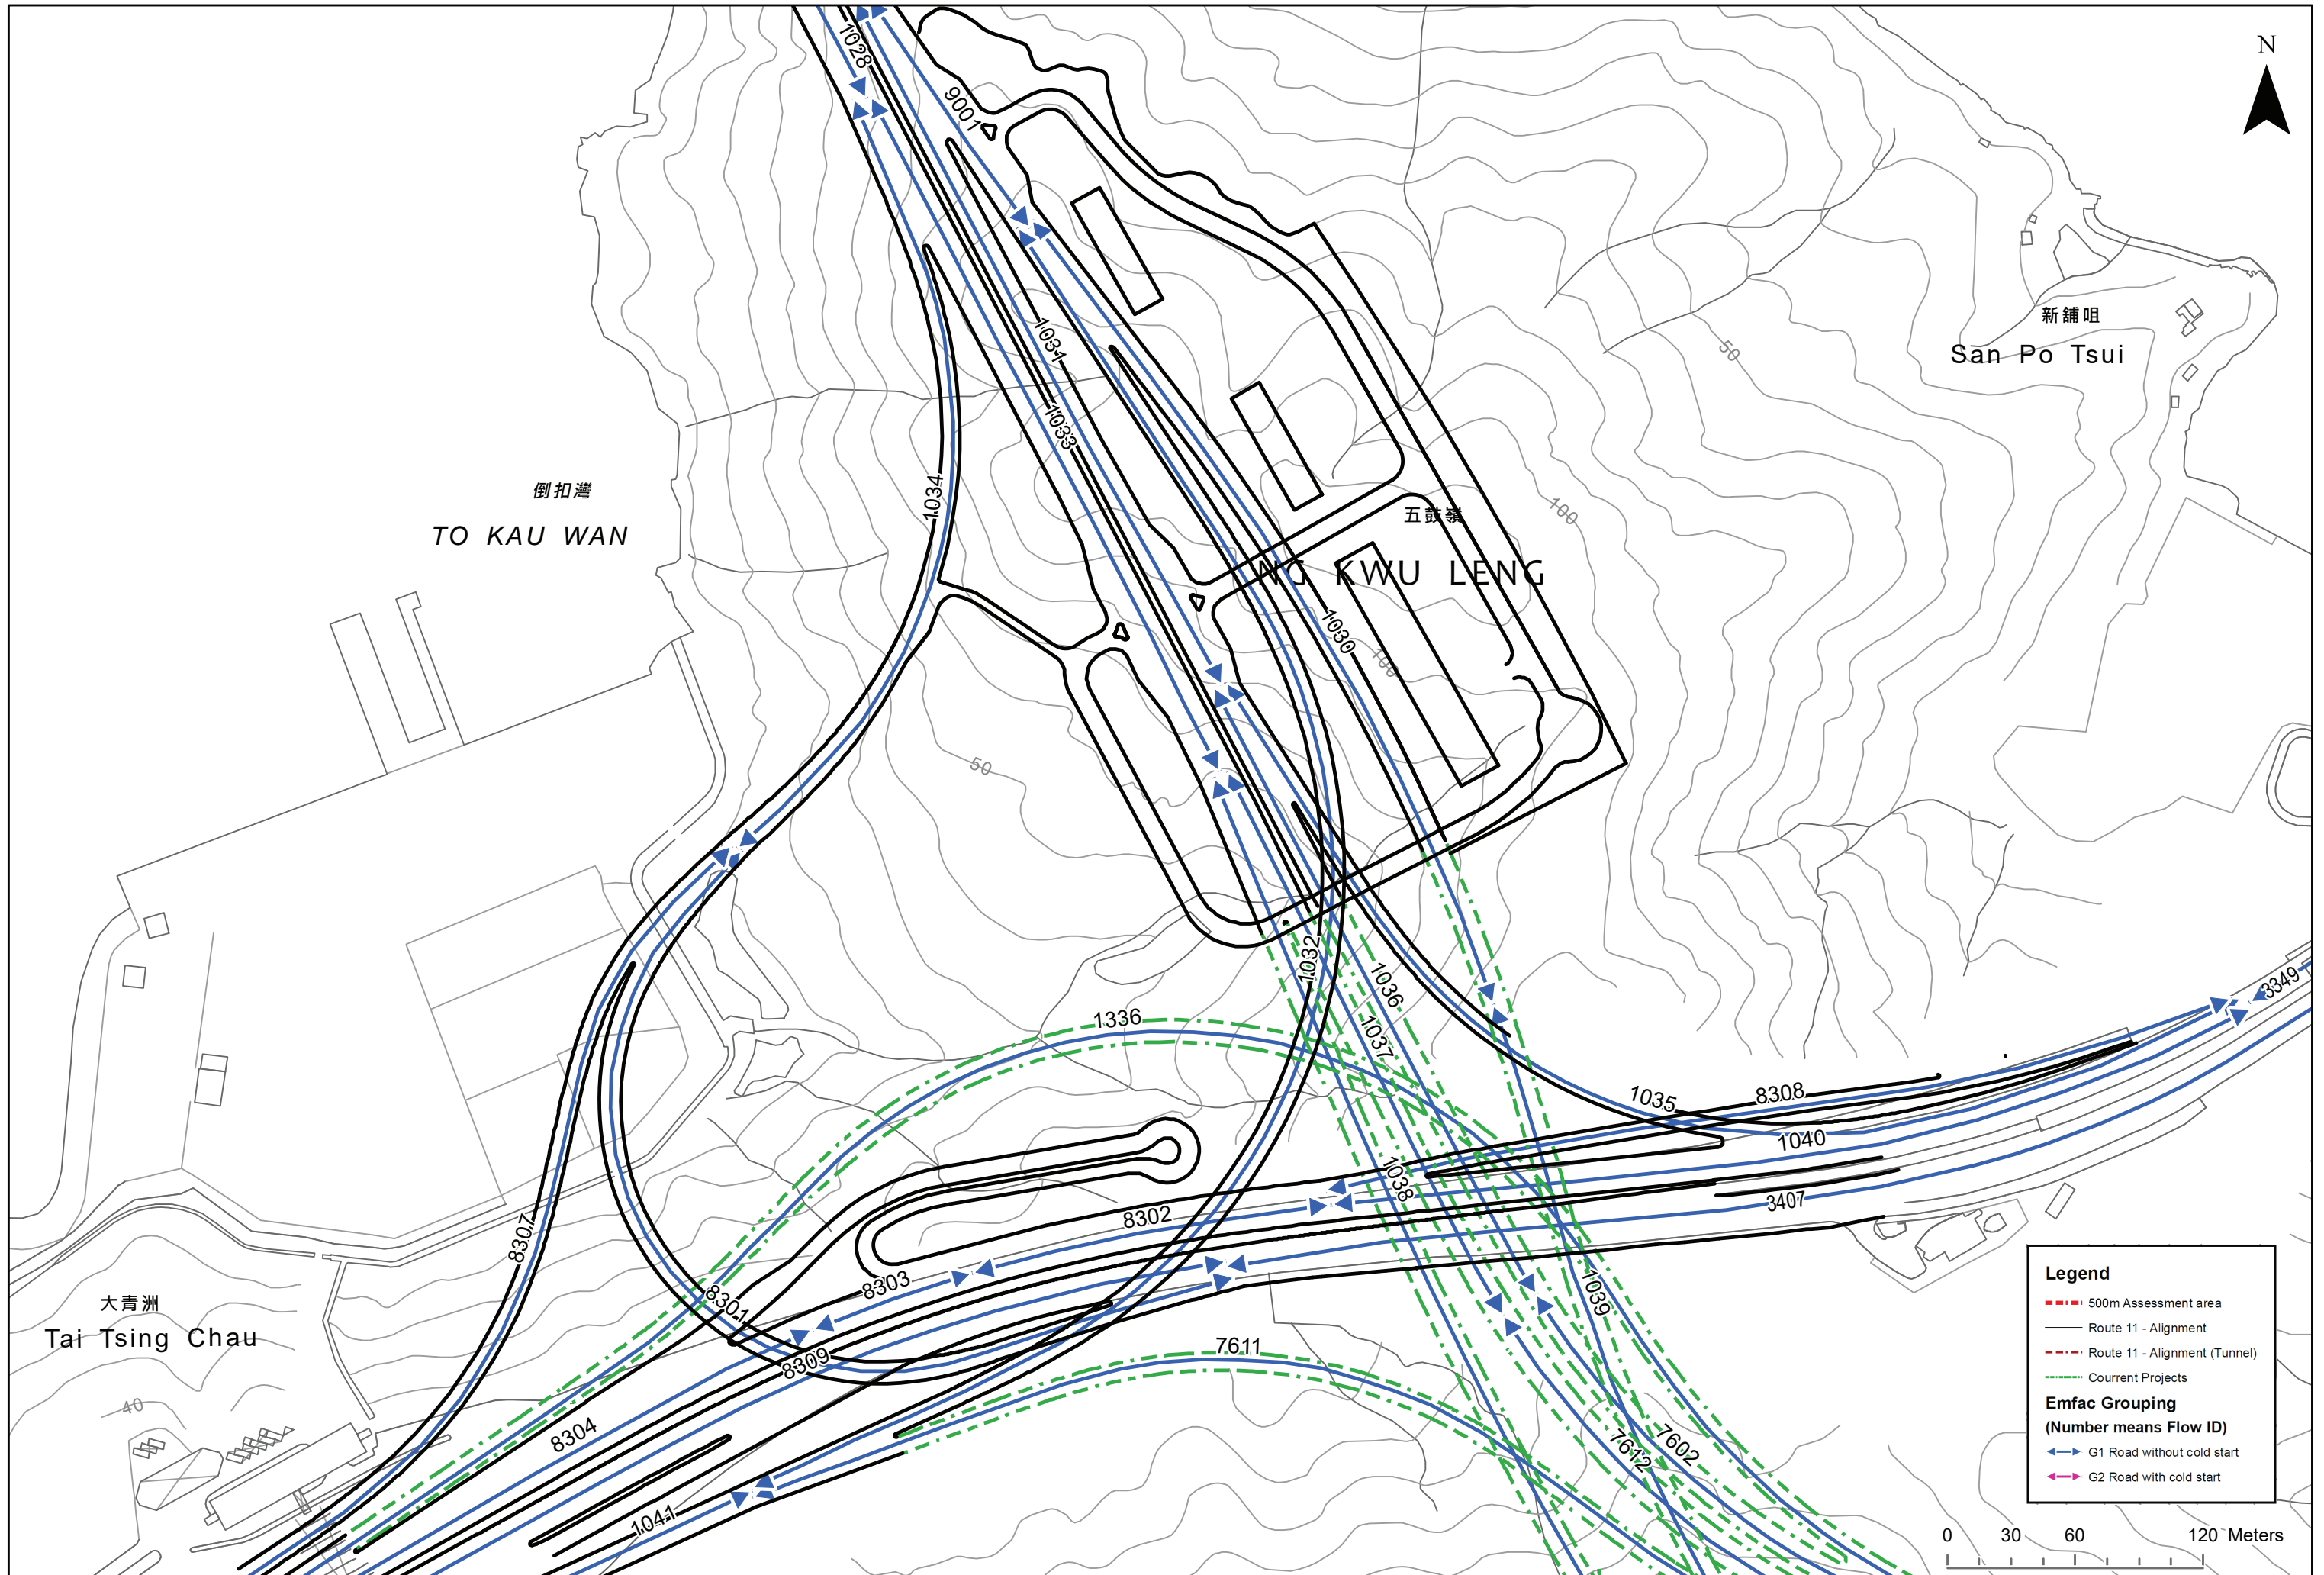 N
1028
9001
新舖咀
San Po Tsui
50
1031
1033
1034
倒扣灣
TO KAU WAN
五鼓嶺
NG KWU LENG
100
1030
100
50
1032
1036
1037
3349
1336
1035
8308
1040
1038
3407
8302
8307
8303
8301
8309
大青洲
Tai Tsing Chau
40
7611
1039
8304
7612
7602
1041
Legend
500m Assessment area
Route 11 - Alignment
Route 11 - Alignment (Tunnel)
Courrent Projects
Emfac Grouping
(Number means Flow ID)
G1 Road without cold start
G2 Road with cold start
0 30 60 120 Meters